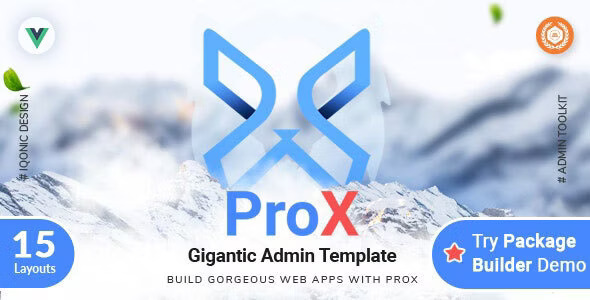 # IQONIC DESIGN
# ADMIN TOOLKIT
ProX
Gigantic Admin Template
BUILD GORGEOUS WEB APPS WITH PROX
15
Layouts
Try Package
Builder Demo